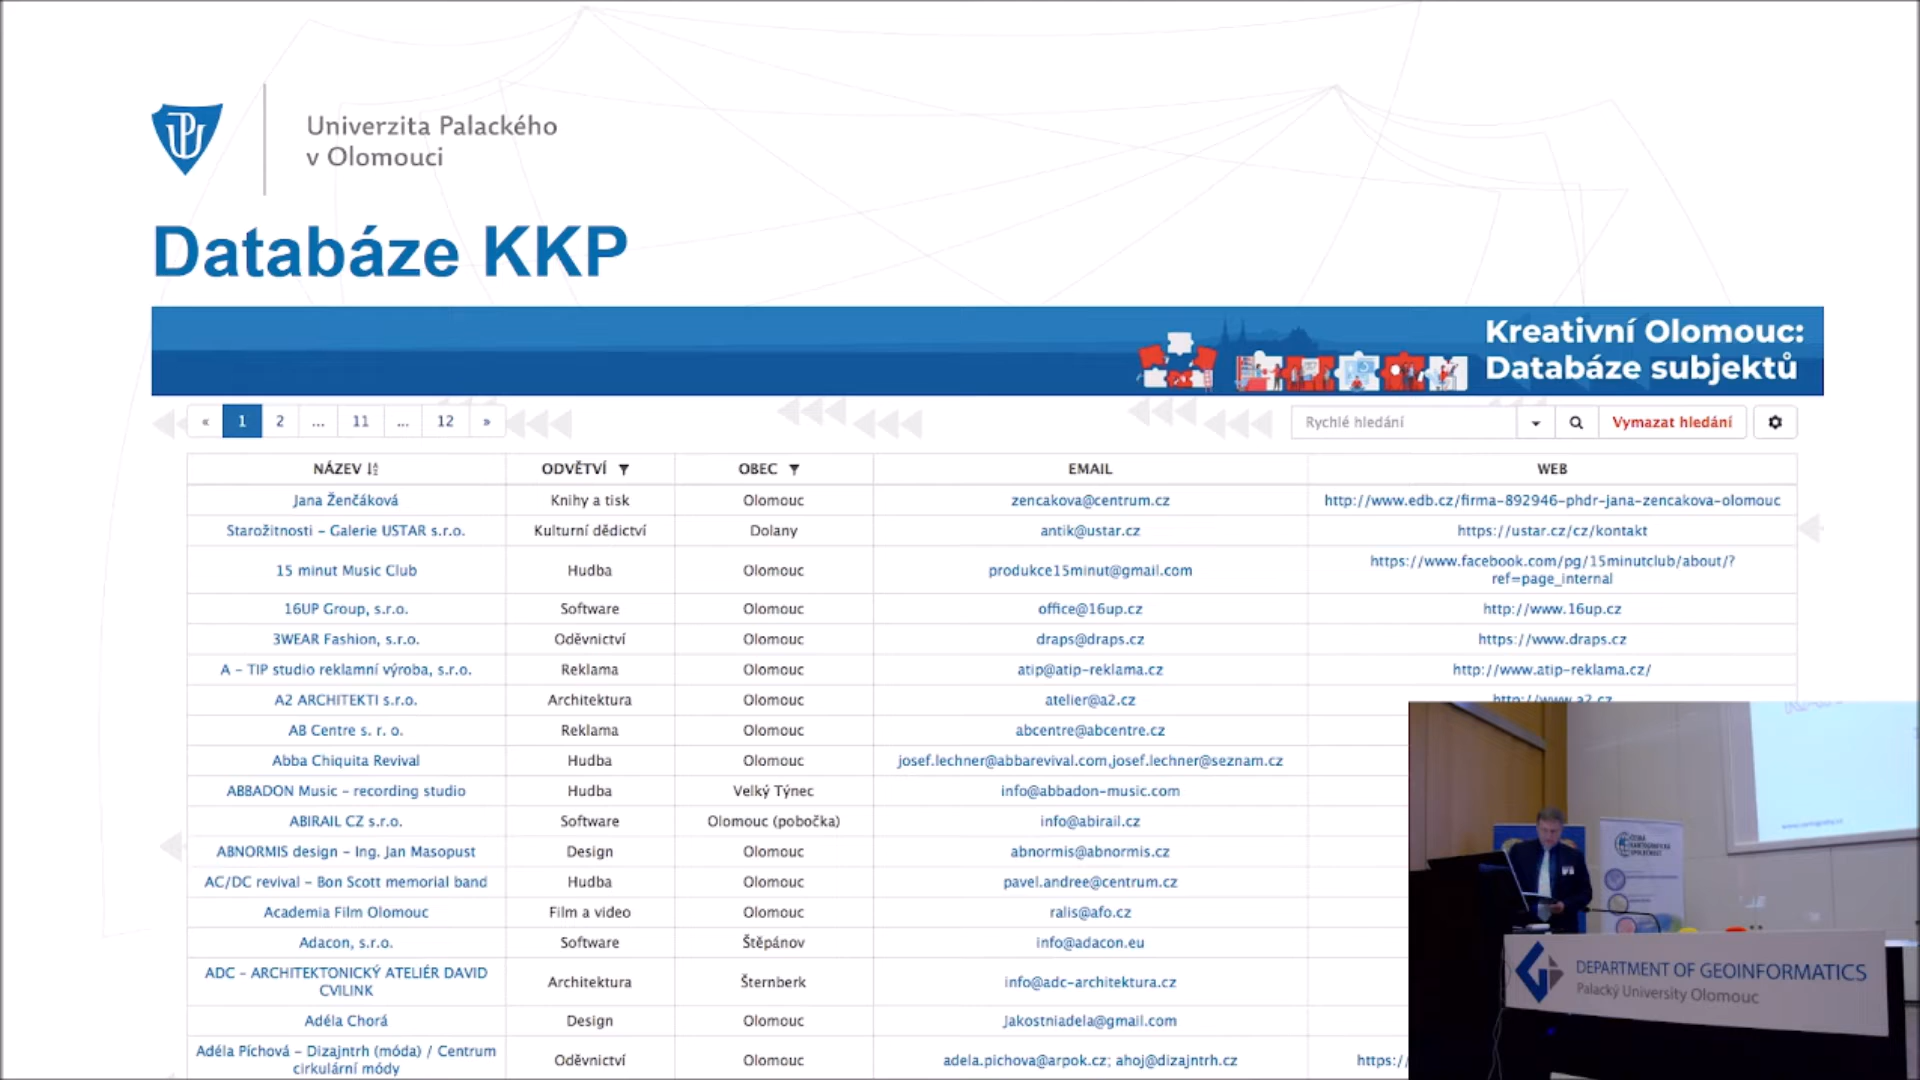 Univerzita Palackého
v Olomouci
Databáze KKP
Kreativní Olomouc:
Databáze subjektů
« 1 2 ... 11 ... 12 »
Rychlé hledání
Vymazat hledání
NÁZEV ODVĚTVÍ OBEC EMAIL WEB
Jana Ženčáková Knihy a tisk Olomouc zencakova@centrum.cz http://www.edb.cz/firma-892946-phdr-jana-zencakova-olomouc
Starožitnosti – Galerie USTAR s.r.o. Kulturní dědictví Dolany antik@ustar.cz https://ustar.cz/cz/kontakt
15 minut Music Club Hudba Olomouc produkce15minut@gmail.com https://www.facebook.com/pg/15minutclub/about/?
ref=page_internal
16UP Group, s.r.o. Software Olomouc office@16up.cz http://www.16up.cz
3WEAR Fashion, s.r.o. Oděvnictví Olomouc draps@draps.cz https://www.draps.cz
A – TIP studio reklamní výroba, s.r.o. Reklama Olomouc atip@atip-reklama.cz http://www.atip-reklama.cz/
A2 ARCHITEKTI s.r.o. Architektura Olomouc atelier@a2.cz http://www.a2.cz
AB Centre s. r. o. Reklama Olomouc abcentre@abcentre.cz
Abba Chiquita Revival Hudba Olomouc josef.lechner@abbarevival.com,josef.lechner@seznam.cz
ABBADON Music – recording studio Hudba Velký Týnec info@abbadon-music.com
ABIRAIL CZ s.r.o. Software Olomouc (pobočka) info@abirail.cz
ABNORMIS design – Ing. Jan Masopust Design Olomouc abnormis@abnormis.cz
AC/DC revival – Bon Scott memorial band Hudba Olomouc pavel.andree@centrum.cz
Academia Film Olomouc Film a video Olomouc ralis@afo.cz
Adacon, s.r.o. Software Štěpánov info@adacon.eu
ADC – ARCHITEKTONICKÝ ATELIÉR DAVID
CVILINK Architektura Šternberk info@adc-architektura.cz
Adéla Chorá Design Olomouc Jakostniadela@gmail.com
Adéla Píchová – Dizajntrh (móda) / Centrum
cirkulární módy Oděvnictví Olomouc adela.pichova@arpok.cz; ahoj@dizajntrh.cz https:/
ČESKÁ
KARTOGRAFICKÁ
SPOLEČNOST
DEPARTMENT OF GEOINFORMATICS
Palacký University Olomouc